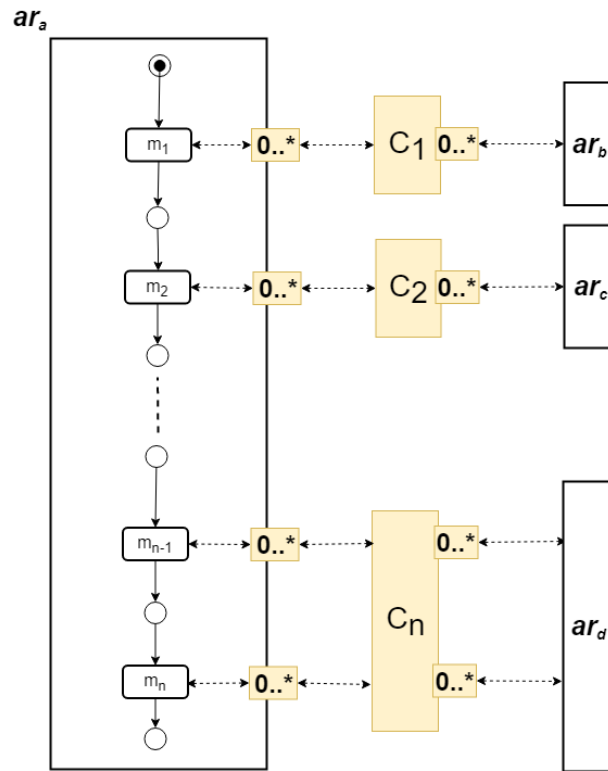 ar_a
m_1 0..* C_1 0..* ar_b
m_2 0..* C_2 0..* ar_c
m_n-1 0..* 0..*
C_n
ar_d
m_n 0..* 0..*